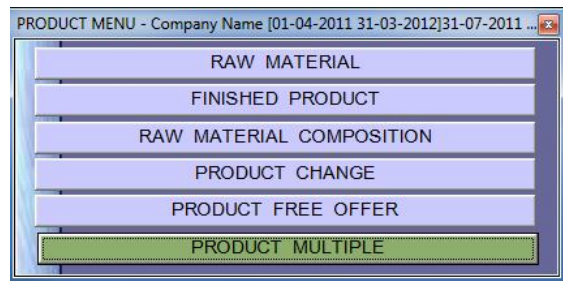 PRODUCT MENU - Company Name [01-04-2011 31-03-2012]31-07-2011 ...
RAW MATERIAL
FINISHED PRODUCT
RAW MATERIAL COMPOSITION
PRODUCT CHANGE
PRODUCT FREE OFFER
PRODUCT MULTIPLE